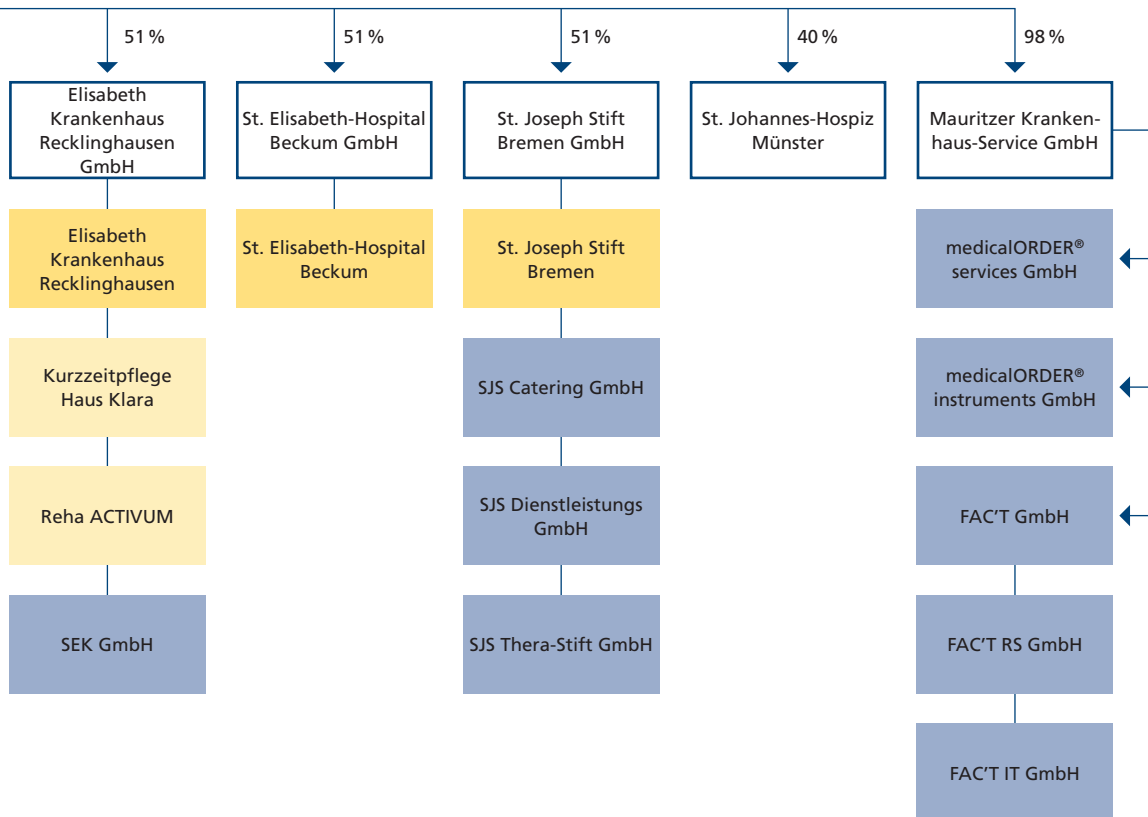 51 %
51 %
51 %
40 %
98 %
Elisabeth
Krankenhaus
Recklinghausen
GmbH
St. Elisabeth-Hospital
Beckum GmbH
St. Joseph Stift
Bremen GmbH
St. Johannes-Hospiz
Münster
Mauritzer Kranken-
haus-Service GmbH
Elisabeth
Krankenhaus
Recklinghausen
St. Elisabeth-Hospital
Beckum
St. Joseph Stift
Bremen
medicalORDER®
services GmbH
Kurzzeitpflege
Haus Klara
SJS Catering GmbH
medicalORDER®
instruments GmbH
Reha ACTIVUM
SJS Dienstleistungs
GmbH
FAC'T GmbH
SEK GmbH
SJS Thera-Stift GmbH
FAC'T RS GmbH
FAC'T IT GmbH